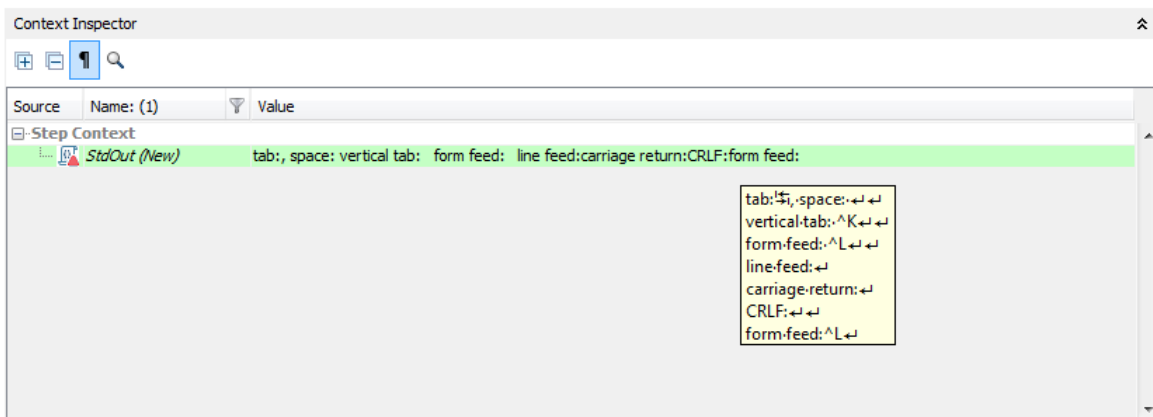 Context Inspector
¶
Source Name: (1) Value
Step Context
StdOut (New) tab:, space: vertical tab: form feed: line feed:carriage return:CRLF:form feed:
tab:↹,·space:·↵↵
vertical·tab:·^K↵↵
form·feed:·^L↵↵
line·feed:↵
carriage·return:↵
CRLF:↵↵
form·feed:^L↵